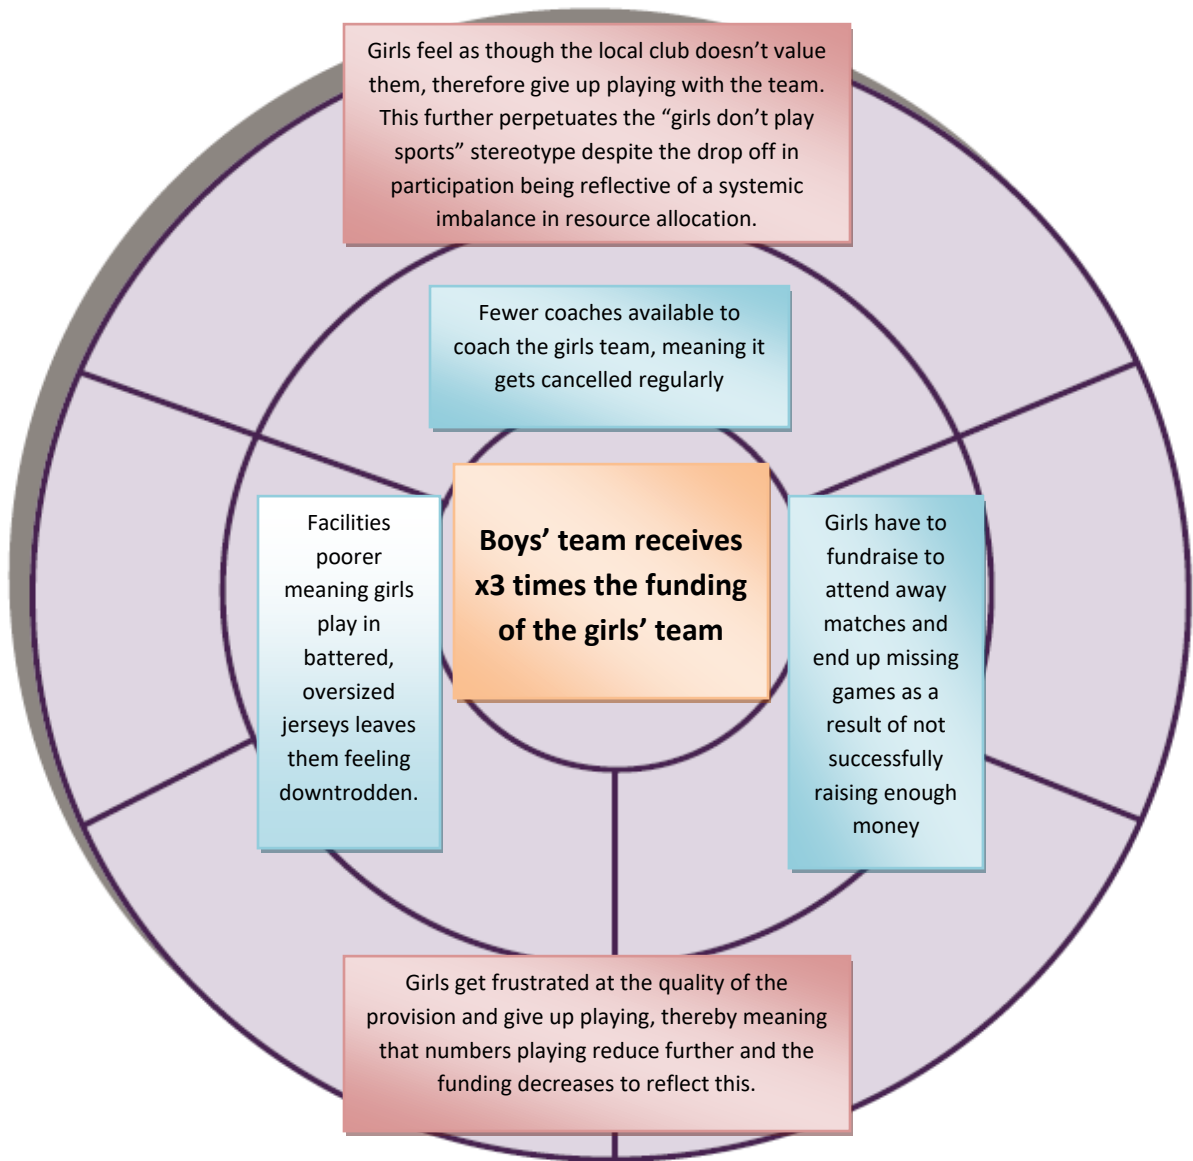 Girls feel as though the local club doesn’t value
them, therefore give up playing with the team.
This further perpetuates the “girls don’t play
sports” stereotype despite the drop off in
participation being reflective of a systemic
imbalance in resource allocation.
Fewer coaches available to
coach the girls team, meaning it
gets cancelled regularly
Facilities
poorer
meaning girls
play in
battered,
oversized
jerseys leaves
them feeling
downtrodden.
Boys’ team receives
x3 times the funding
of the girls’ team
Girls have to
fundraise to
attend away
matches and
end up missing
games as a
result of not
successfully
raising enough
money
Girls get frustrated at the quality of the
provision and give up playing, thereby meaning
that numbers playing reduce further and the
funding decreases to reflect this.